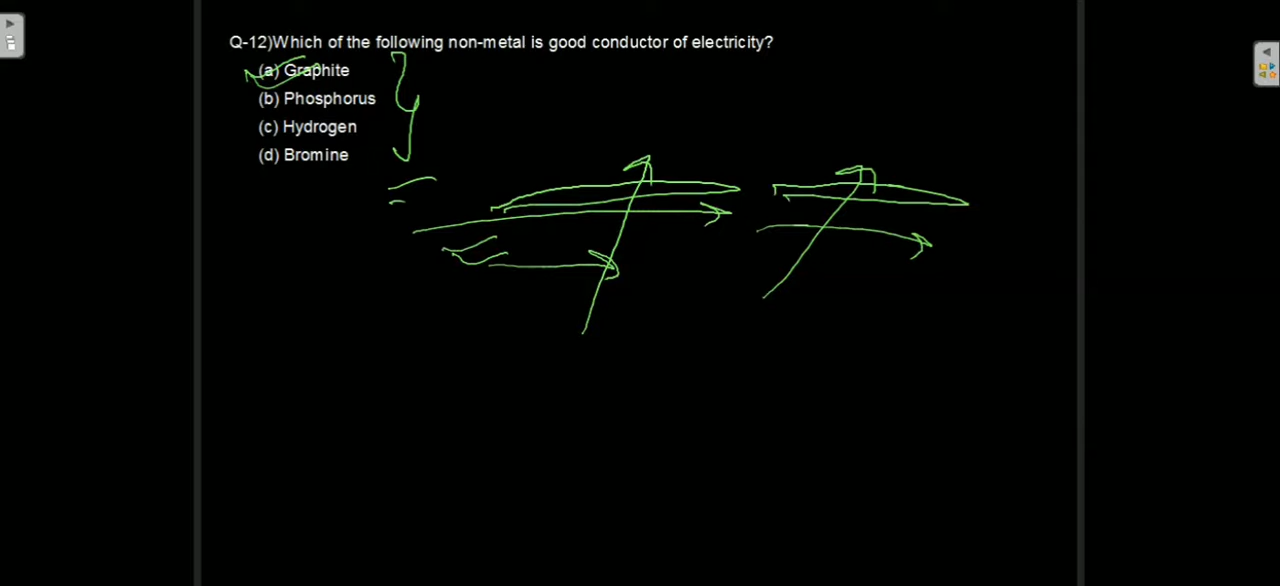 Q-12)Which of the following non-metal is good conductor of electricity?
(a) Graphite
(b) Phosphorus
(c) Hydrogen
(d) Bromine